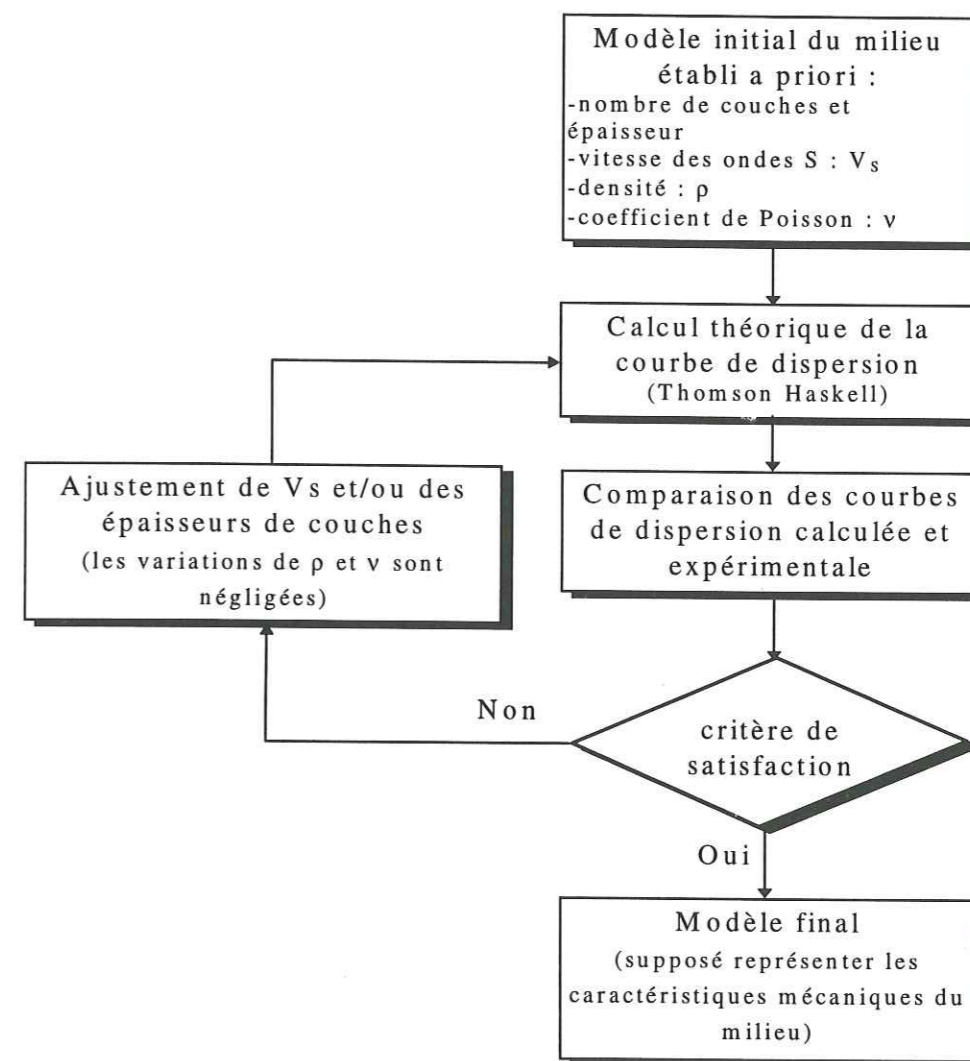 Modèle initial du milieu
établi a priori :
-nombre de couches et
épaisseur
-vitesse des ondes S : Vs
-densité : ρ
-coefficient de Poisson : ν
Calcul théorique de la
courbe de dispersion
(Thomson Haskell)
Ajustement de Vs et/ou des
épaisseurs de couches
(les variations de ρ et ν sont
négligées)
Comparaison des courbes
de dispersion calculée et
expérimentale
Non
critère de
satisfaction
Oui
Modèle final
(supposé représenter les
caractéristiques mécaniques du
milieu)